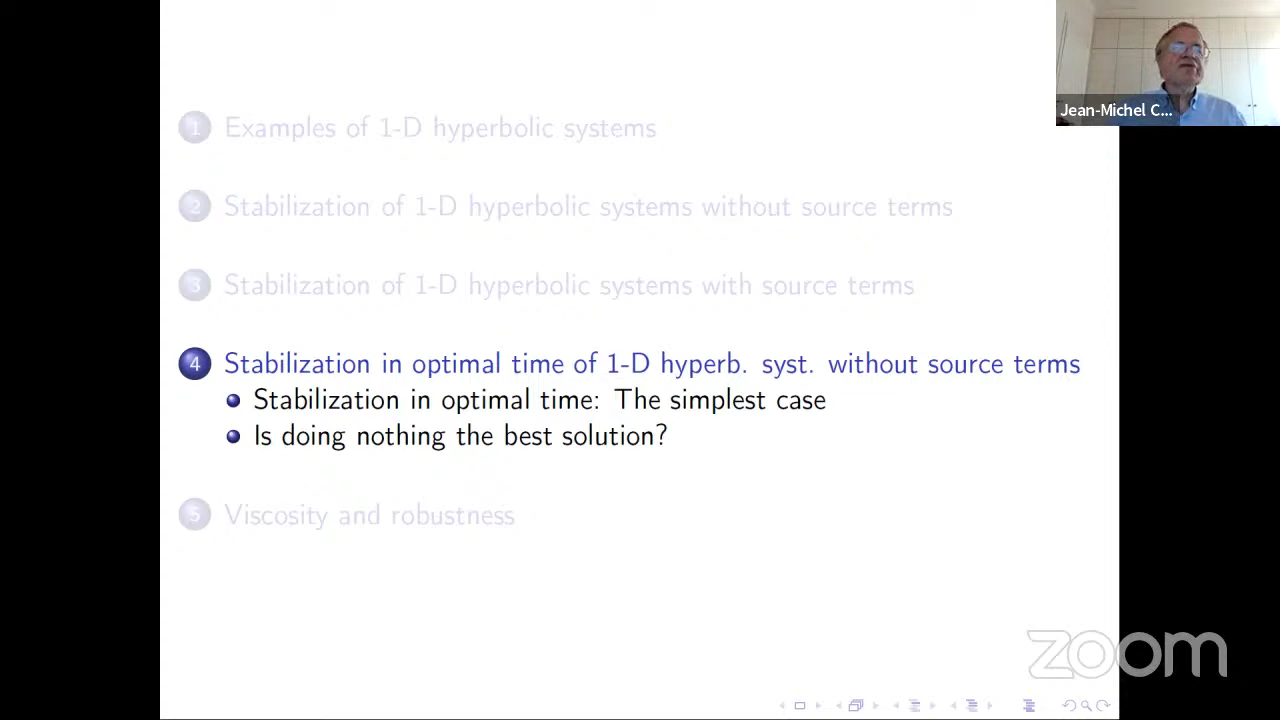 Jean-Michel C...
1 Examples of 1-D hyperbolic systems
2 Stabilization of 1-D hyperbolic systems without source terms
3 Stabilization of 1-D hyperbolic systems with source terms
4 Stabilization in optimal time of 1-D hyperb. syst. without source terms
Stabilization in optimal time: The simplest case
Is doing nothing the best solution?
5 Viscosity and robustness
zoom